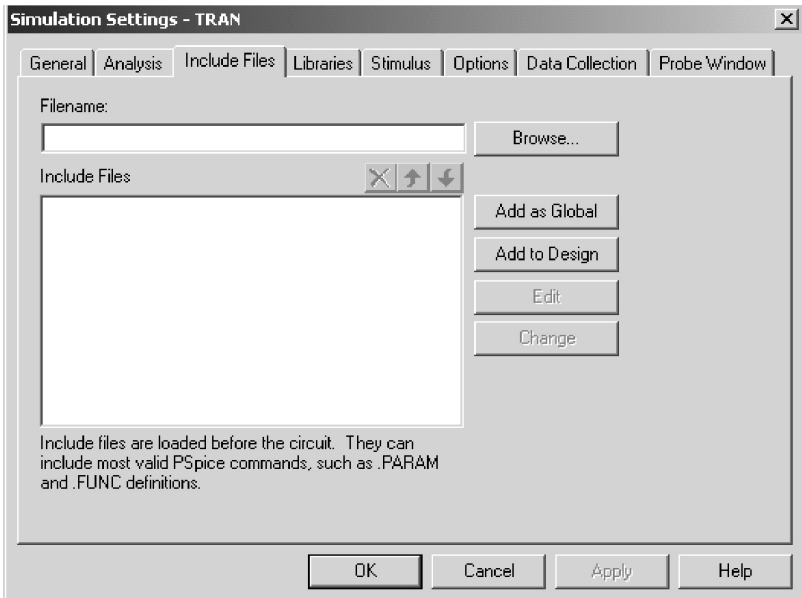 Simulation Settings - TRAN
General Analysis Include Files Libraries Stimulus Options Data Collection Probe Window
Filename:
Browse...
Include Files
Add as Global
Add to Design
Edit
Change
Include files are loaded before the circuit. They can
include most valid PSpice commands, such as .PARAM
and .FUNC definitions.
OK Cancel Apply Help